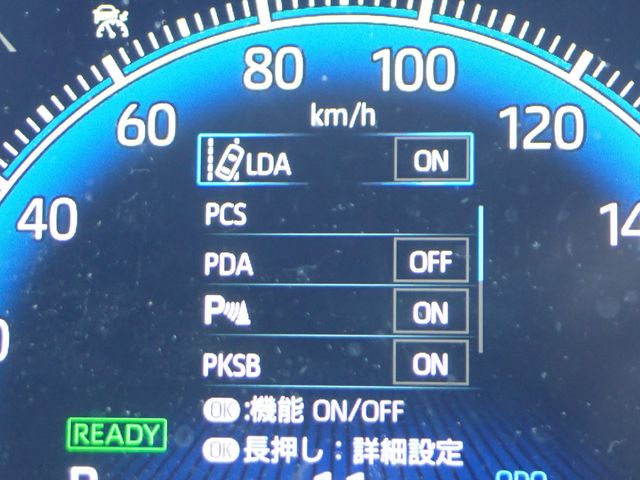 80 100
km/h
60 120
LDA ON
40 PCS
PDA OFF
P ON
PKSB ON
OK :機能 ON/OFF
READY
OK 長押し：詳細設定